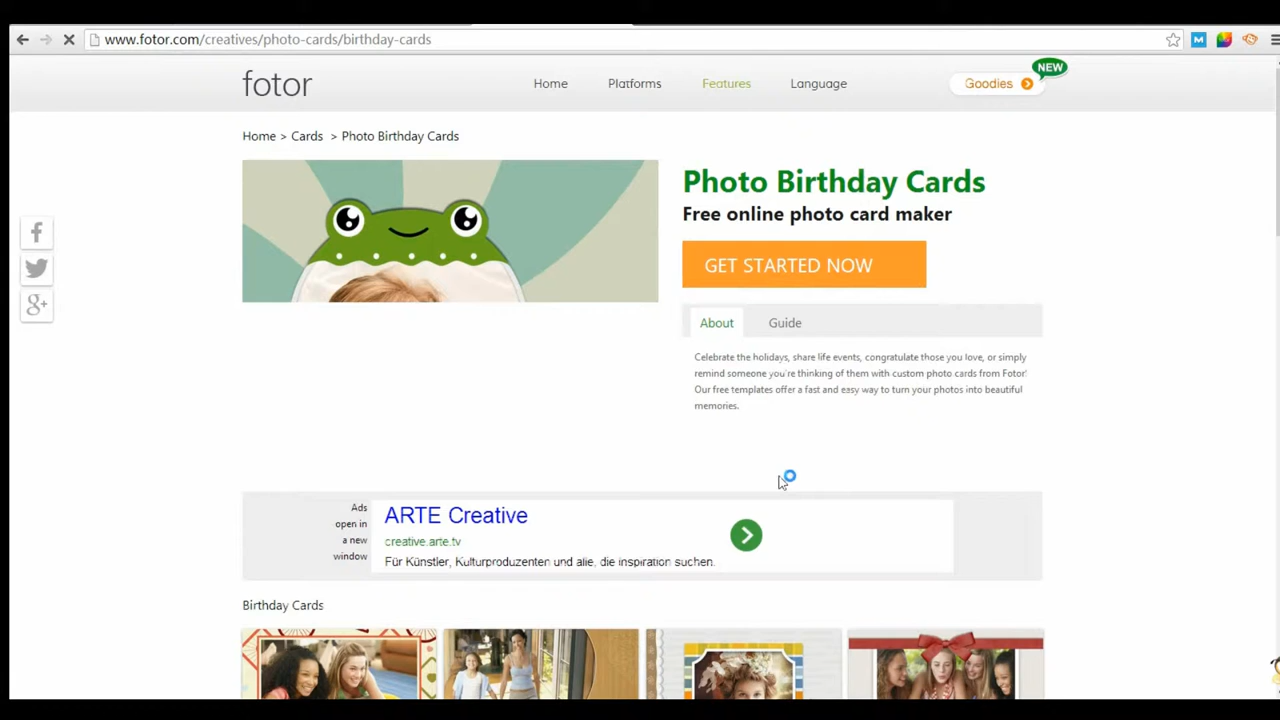 www.fotor.com/creatives/photo-cards/birthday-cards
M
fotor
Home Platforms Features Language Goodies NEW
Home > Cards > Photo Birthday Cards
Photo Birthday Cards
Free online photo card maker
GET STARTED NOW
About Guide
Celebrate the holidays, share life events, congratulate those you love, or simply
remind someone you're thinking of them with custom photo cards from Fotor!
Our free templates offer a fast and easy way to turn your photos into beautiful
memories.
f
g+
Ads
open in
a new
window
ARTE Creative
creative.arte.tv
Für Künstler, Kulturproduzenten und alle, die inspiration suchen.
Birthday Cards